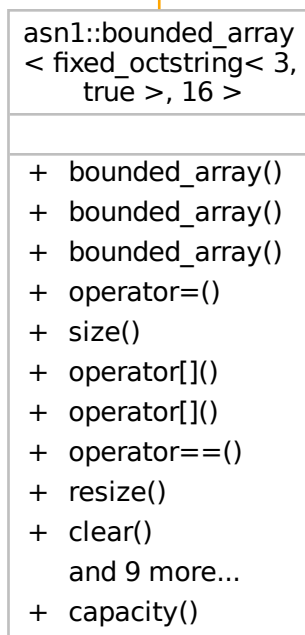 asn1::bounded_array
< fixed_octstring< 3,
true >, 16 >
+ bounded_array()
+ bounded_array()
+ bounded_array()
+ operator=()
+ size()
+ operator[]()
+ operator[]()
+ operator==()
+ resize()
+ clear()
and 9 more...
+ capacity()